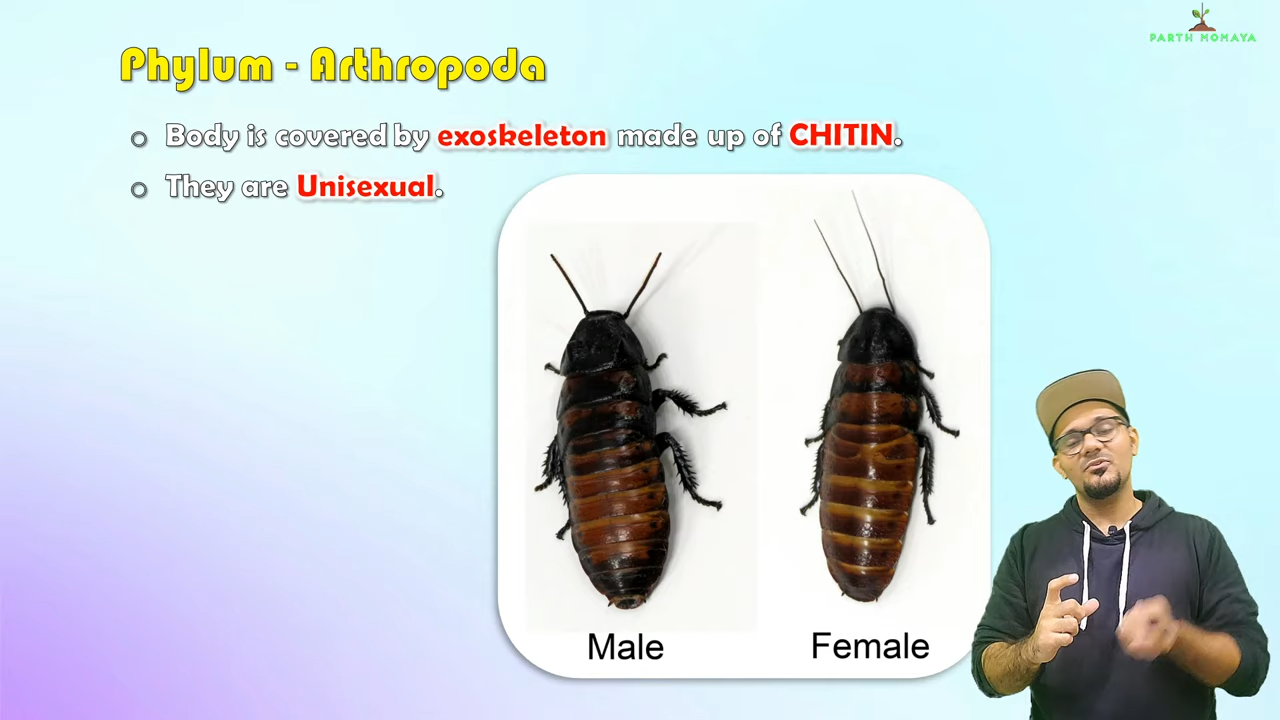 PARTH MOMAYA
Phylum - Arthropoda
Body is covered by exoskeleton made up of CHITIN.
They are Unisexual.
Male
Female